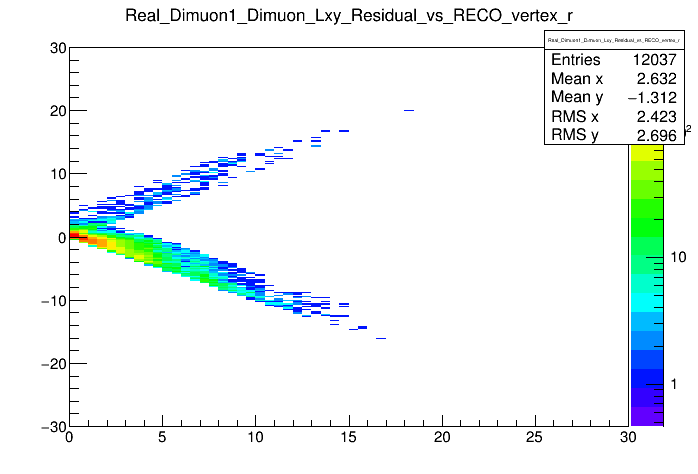 Real_Dimuon1_Dimuon_Lxy_Residual_vs_RECO_vertex_r
Real_Dimuon1_Dimuon_Lxy_Residual_vs_RECO_vertex_r
Entries 12037
Mean x 2.632
Mean y −1.312
RMS x 2.423
RMS y 2.696
30
20
10
0
−10
−20
−30
0 5 10 15 20 25 30
2
10
1